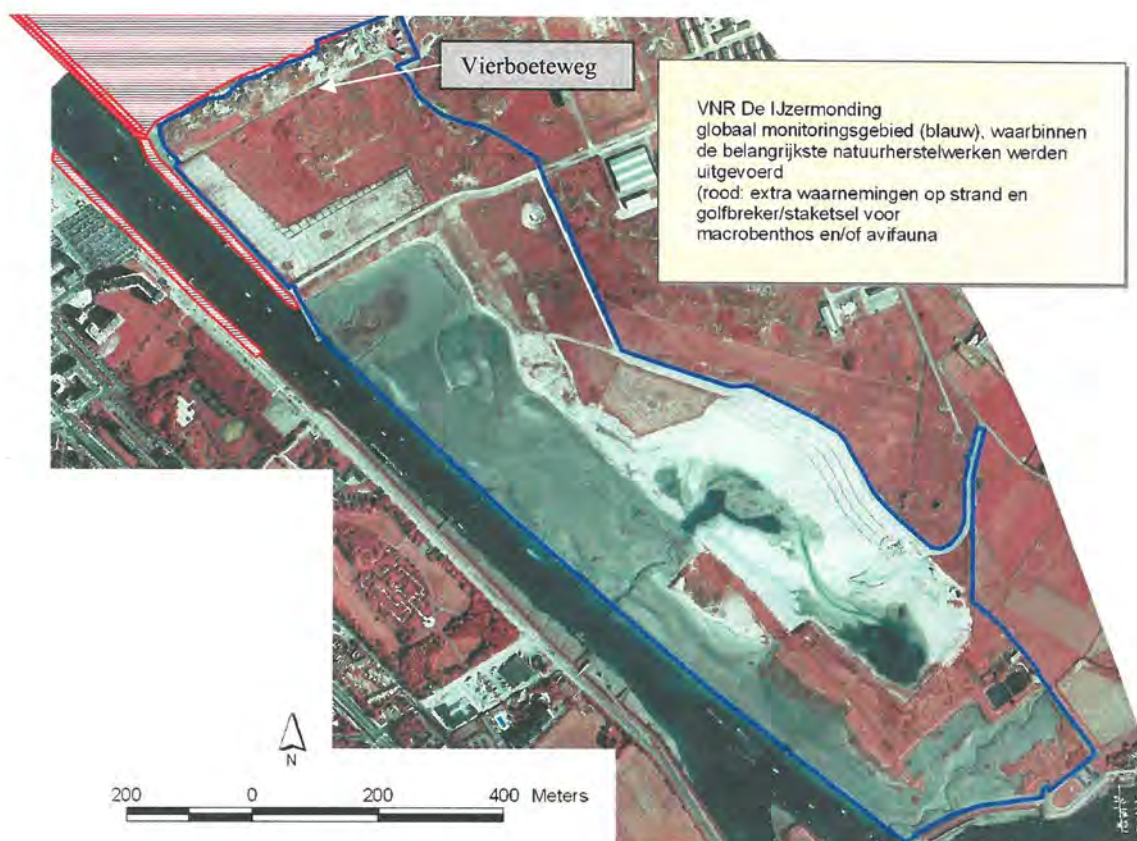 Vierboeteweg
VNR De IJzermonding
globaal monitoringsgebied (blauw), waarbinnen
de belangrijkste natuurherstelwerken werden
uitgevoerd
(rood: extra waarnemingen op strand en
golfbreker/staketsel voor
macrobenthos en/of avifauna
N
200 0 200 400 Meters